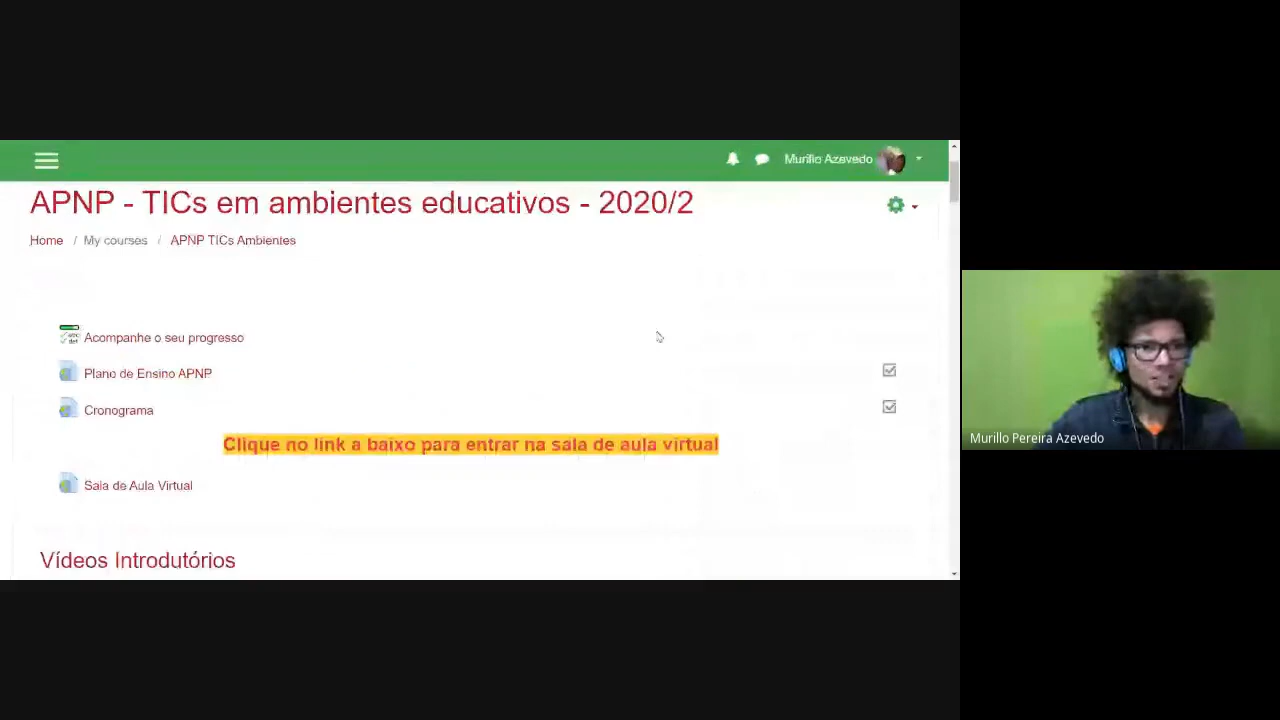 Murillo Azevedo
APNP - TICs em ambientes educativos - 2020/2
Home / My courses / APNP TICs Ambientes
Acompanhe o seu progresso
Plano de Ensino APNP
Cronograma
Clique no link a baixo para entrar na sala de aula virtual
Sala de Aula Virtual
Vídeos Introdutórios
Murillo Pereira Azevedo